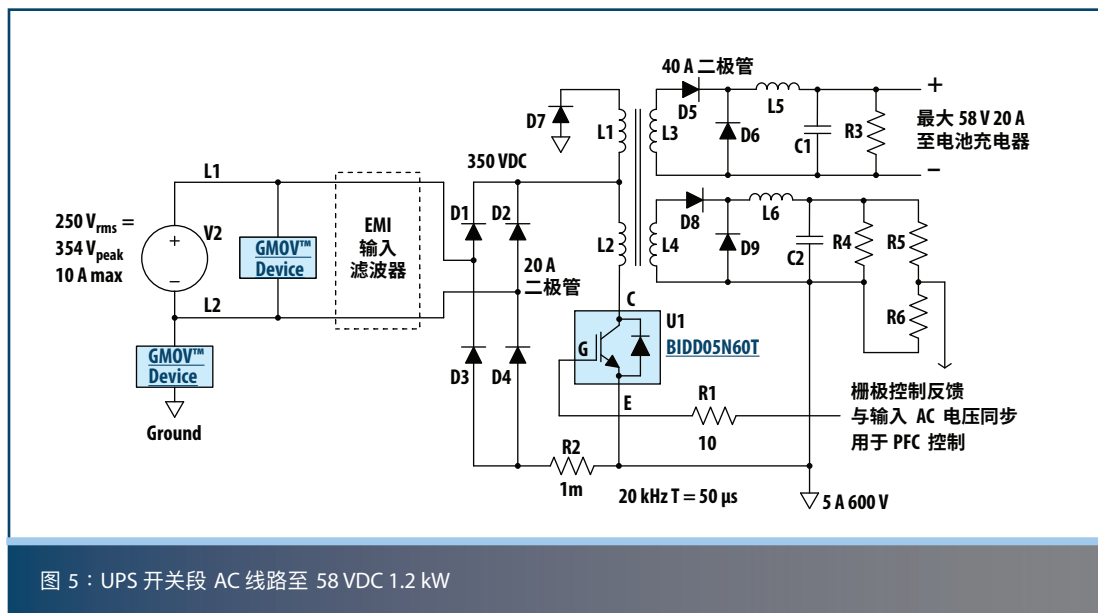 40 A 二极管
D5
L5
+
D7
L1
L3
D6
C1
R3
最大 58 V 20 A
至电池充电器
−
350 VDC
L1
D1
D2
D8
L6
250 Vrms =
354 Vpeak
10 A max
+
V2
−
GMOV™
Device
EMI
输入
滤波器
L2
L4
D9
C2
R4
R5
20 A
二极管
L2
C
R6
GMOV™
Device
D3
D4
G
U1
BIDD05N60T
E
R1
10
栅极控制反馈
与输入 AC 电压同步
用于 PFC 控制
Ground
R2
1m
20 kHz T = 50 µs
5 A 600 V
图 5：UPS 开关段 AC 线路至 58 VDC 1.2 kW